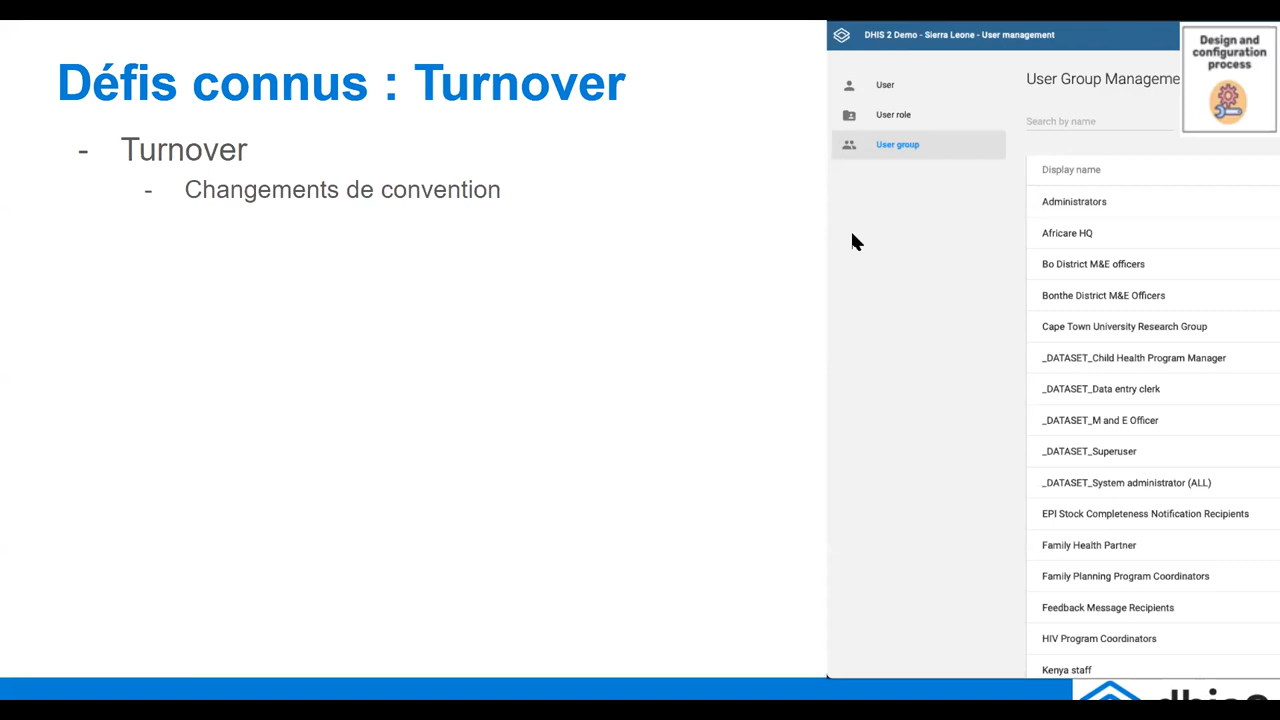 Défis connus : Turnover
- Turnover
- Changements de convention
DHIS 2 Demo - Sierra Leone - User management
User
User role
User group
User Group Manageme
Search by name
Design and
configuration
process
Display name
Administrators
Africare HQ
Bo District M&E officers
Bonthe District M&E Officers
Cape Town University Research Group
_DATASET_Child Health Program Manager
_DATASET_Data entry clerk
_DATASET_M and E Officer
_DATASET_Superuser
_DATASET_System administrator (ALL)
EPI Stock Completeness Notification Recipients
Family Health Partner
Family Planning Program Coordinators
Feedback Message Recipients
HIV Program Coordinators
Kenya staff
dhis2